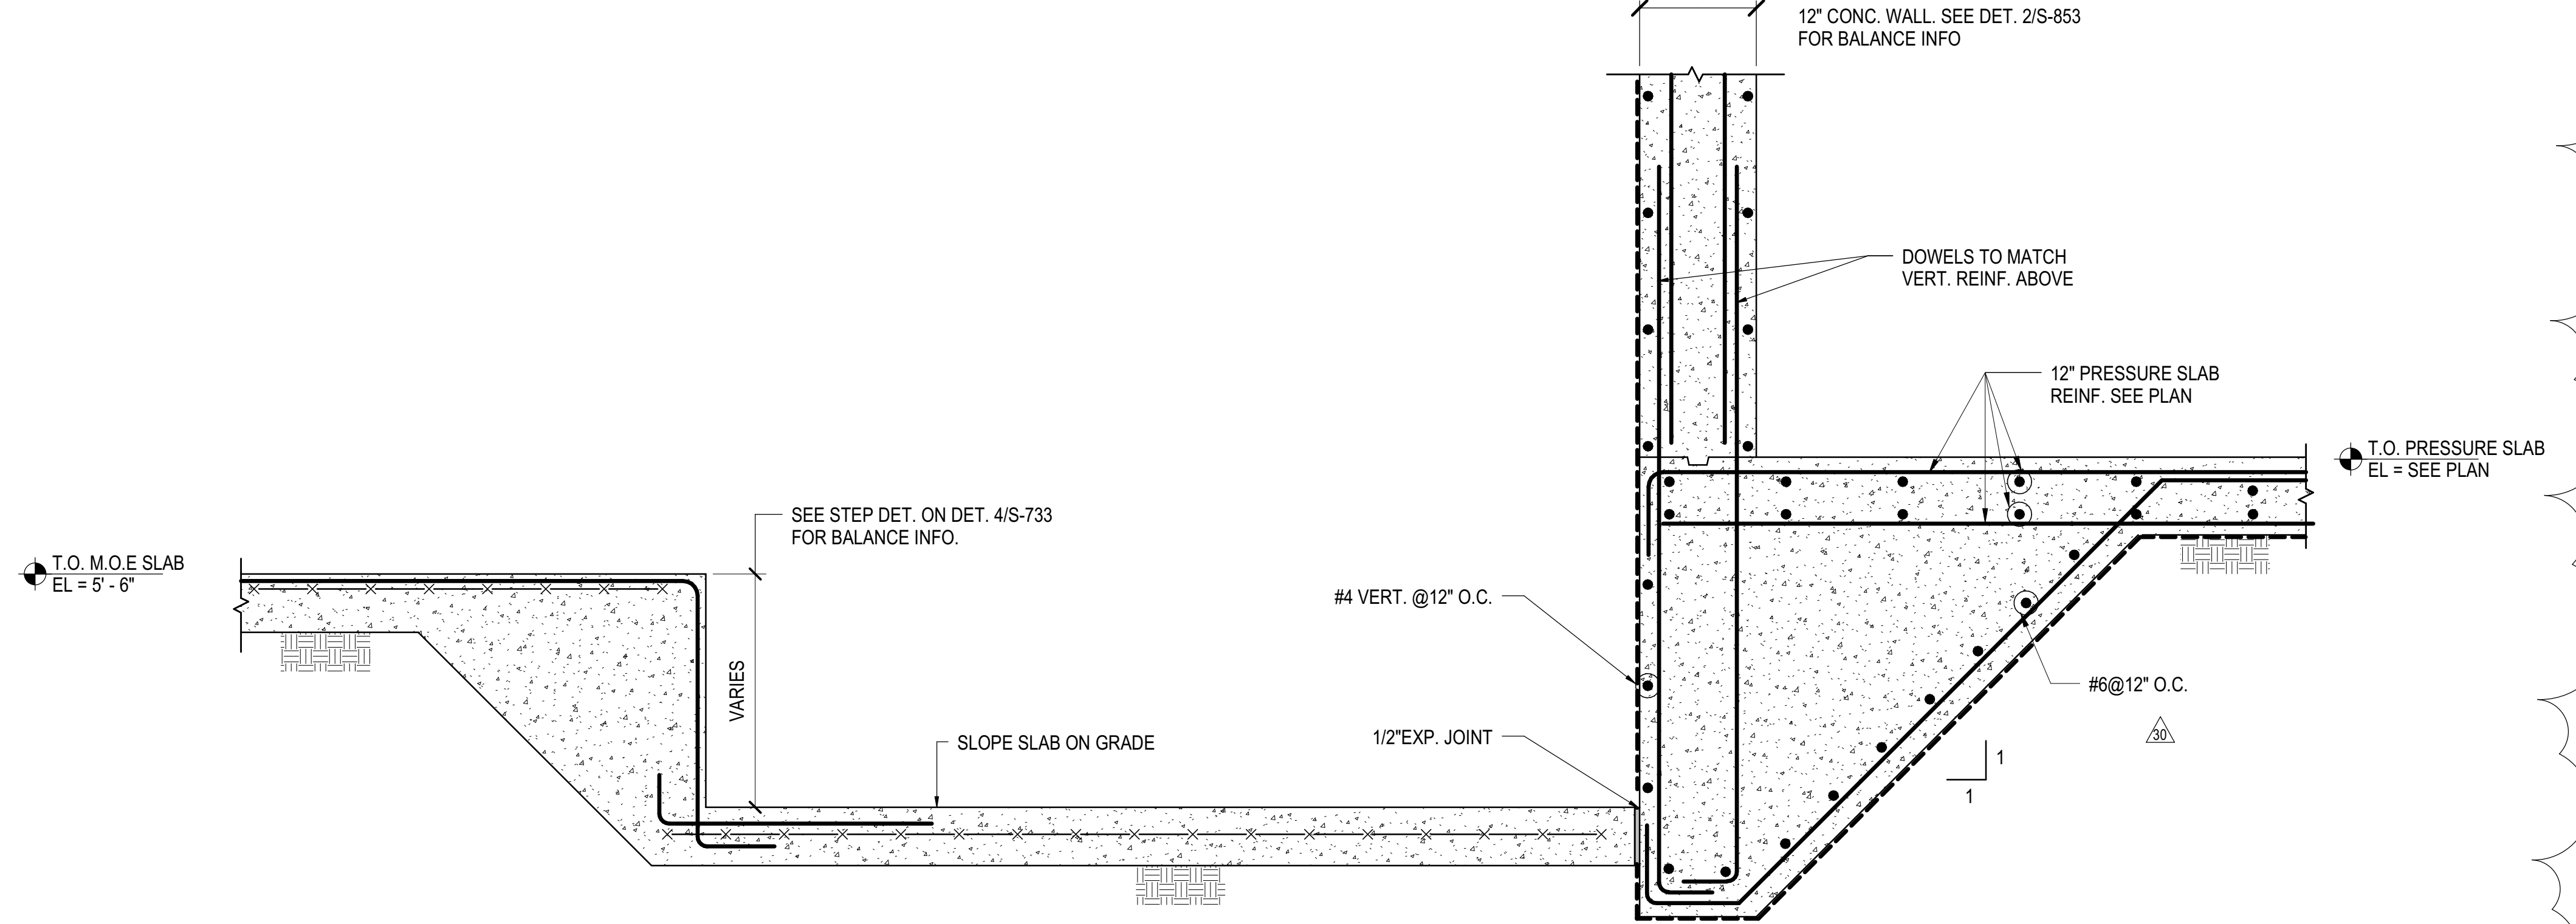 12" CONC. WALL. SEE DET. 2/S-853
FOR BALANCE INFO
DOWELS TO MATCH
VERT. REINF. ABOVE
12" PRESSURE SLAB
REINF. SEE PLAN
T.O. PRESSURE SLAB
EL = SEE PLAN
SEE STEP DET. ON DET. 4/S-733
FOR BALANCE INFO.
T.O. M.O.E SLAB
EL = 5' - 6"
#4 VERT. @12" O.C.
VARIES
#6@12" O.C.
30
SLOPE SLAB ON GRADE
1/2"EXP. JOINT
1
1